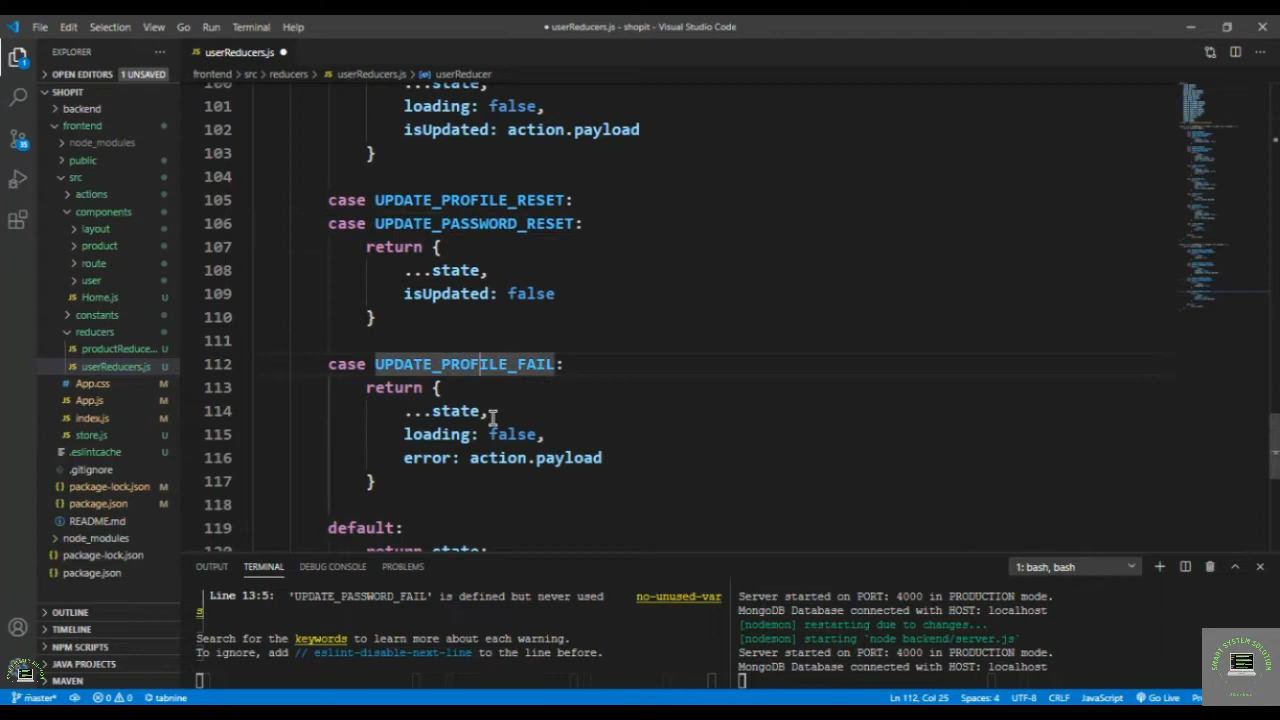 File Edit Selection View Go Run Terminal Help
● userReducers.js - shopit - Visual Studio Code
EXPLORER
OPEN EDITORS 1 UNSAVED
SHOPIT
backend
frontend
node_modules
public
src
actions
components
layout
product
route
user
Home.js U
constants
reducers
productReduce... U
userReducers.js U
App.css M
App.js M
index.js M
store.js U
.eslintcache
.gitignore
package-lock.json M
package.json M
README.md
node_modules
package-lock.json
package.json
OUTLINE
TIMELINE
NPM SCRIPTS
JAVA PROJECTS
MAVEN
JS userReducers.js ●
frontend > src > reducers > JS userReducers.js > userReducer
100 ...state,
101 loading: false,
102 isUpdated: action.payload
103 }
104
105 case UPDATE_PROFILE_RESET:
106 case UPDATE_PASSWORD_RESET:
107 return {
108 ...state,
109 isUpdated: false
110 }
111
112 case UPDATE_PROFILE_FAIL:
113 return {
114 ...state,
115 loading: false,
116 error: action.payload
117 }
118
119 default:
120 return state;
OUTPUT TERMINAL DEBUG CONSOLE PROBLEMS
1: bash, bash
Line 13:5: 'UPDATE_PASSWORD_FAIL' is defined but never used no-unused-var
s
Search for the keywords to learn more about each warning.
To ignore, add // eslint-disable-next-line to the line before.
Server started on PORT: 4000 in PRODUCTION mode.
MongoDB Database connected with HOST: localhost
[nodemon] restarting due to changes...
[nodemon] starting `node backend/server.js`
Server started on PORT: 4000 in PRODUCTION mode.
MongoDB Database connected with HOST: localhost
master* 0 0 tabnine
Ln 112, Col 25 Spaces: 4 UTF-8 CRLF JavaScript Go Live
SMART SYSTEM SOLUTION